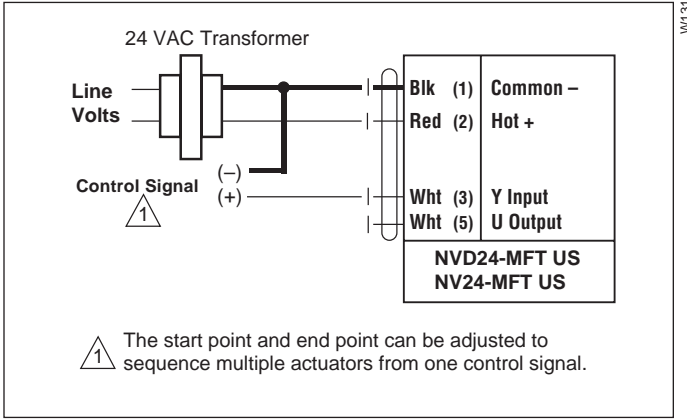 W131
24 VAC Transformer
Line
Volts
Blk (1) Common –
Red (2) Hot +
(–)
Control Signal
(+)
1
Wht (3) Y Input
Wht (5) U Output
NVD24-MFT US
NV24-MFT US
1 The start point and end point can be adjusted to
sequence multiple actuators from one control signal.